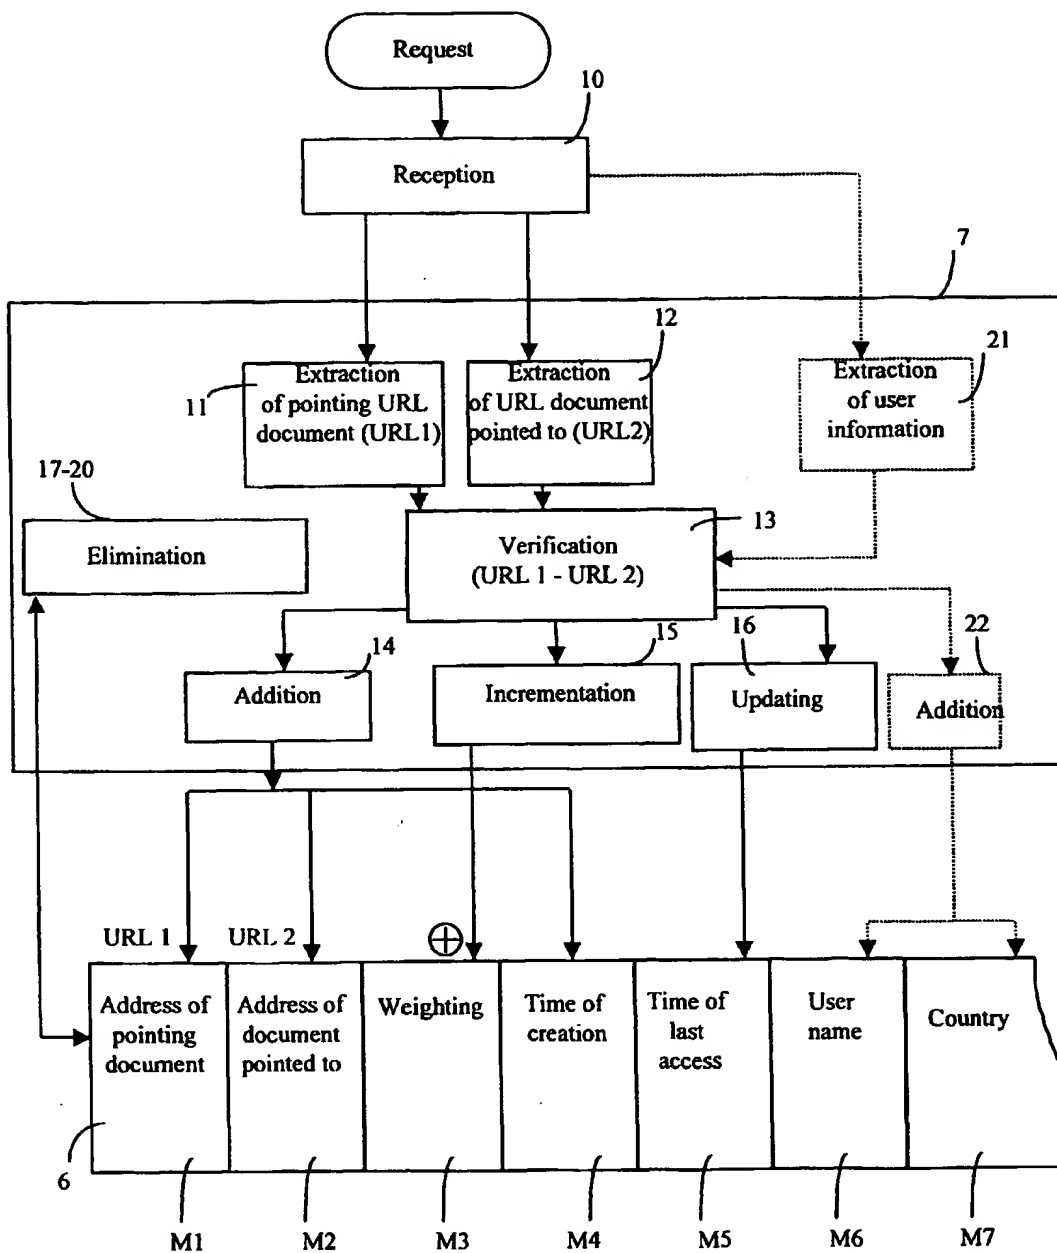 Request
10
Reception
7
12
21
11
Extraction
of pointing URL
document (URL1)
Extraction
of URL document
pointed to (URL2)
Extraction
of user
information
17-20
13
Elimination
Verification
(URL 1 - URL 2)
14
15
16
22
Addition
Incrementation
Updating
Addition
URL 1
URL 2
Address of
pointing
document
Address of
document
pointed to
Weighting
Time of
creation
Time of
last
access
User
name
Country
6
M1
M2
M3
M4
M5
M6
M7